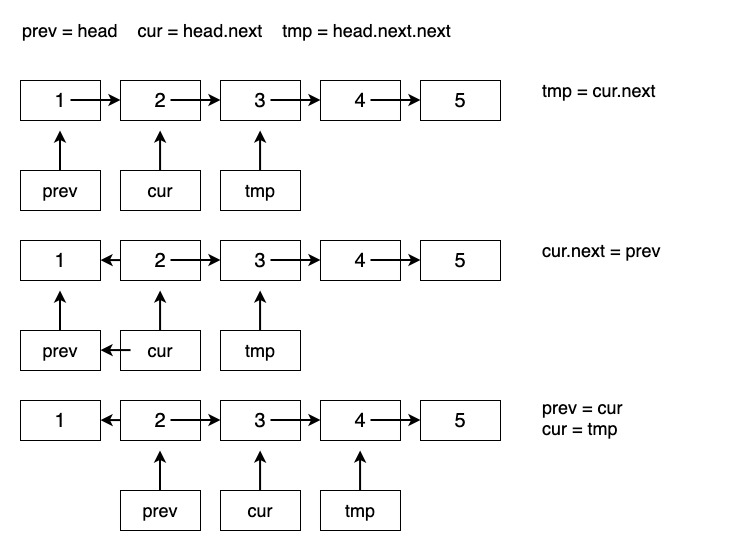 prev = head cur = head.next tmp = head.next.next
1 2 3 4 5
tmp = cur.next
prev cur tmp
1 2 3 4 5
cur.next = prev
prev cur tmp
1 2 3 4 5
prev = cur
cur = tmp
prev cur tmp